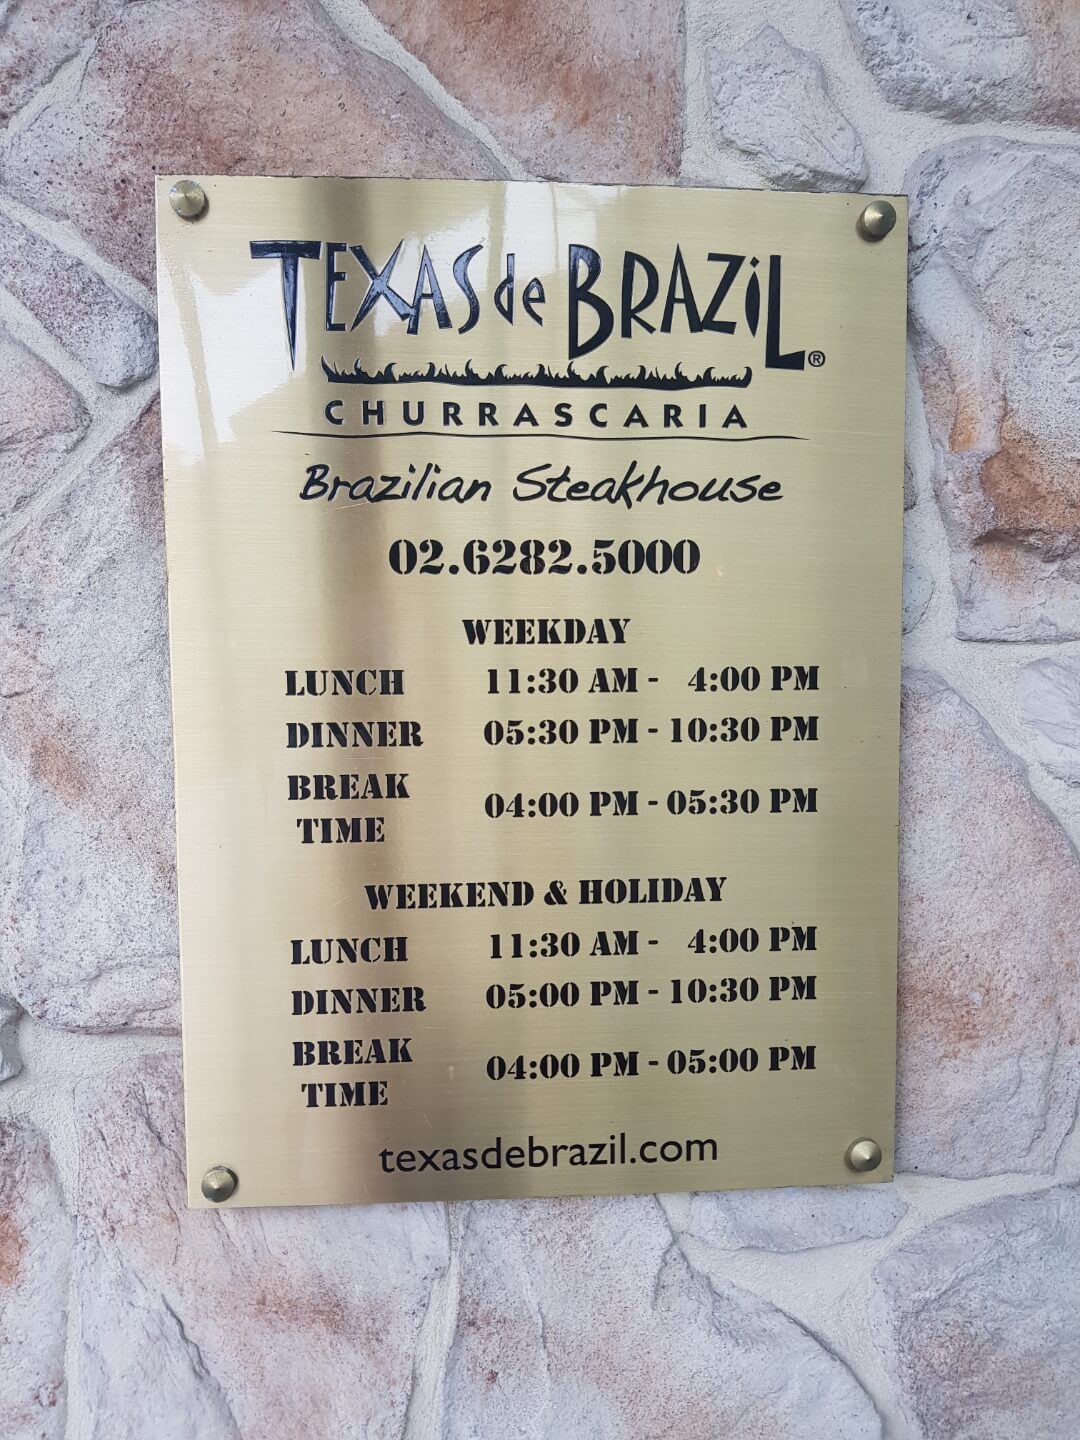 TEXAS de BRAZiL®
CHURRASCARIA
Brazilian Steakhouse
02.6282.5000
WEEKDAY
LUNCH 11:30 AM - 4:00 PM
DINNER 05:30 PM - 10:30 PM
BREAK TIME 04:00 PM - 05:30 PM
WEEKEND & HOLIDAY
LUNCH 11:30 AM - 4:00 PM
DINNER 05:00 PM - 10:30 PM
BREAK TIME 04:00 PM - 05:00 PM
texasdebrazil.com